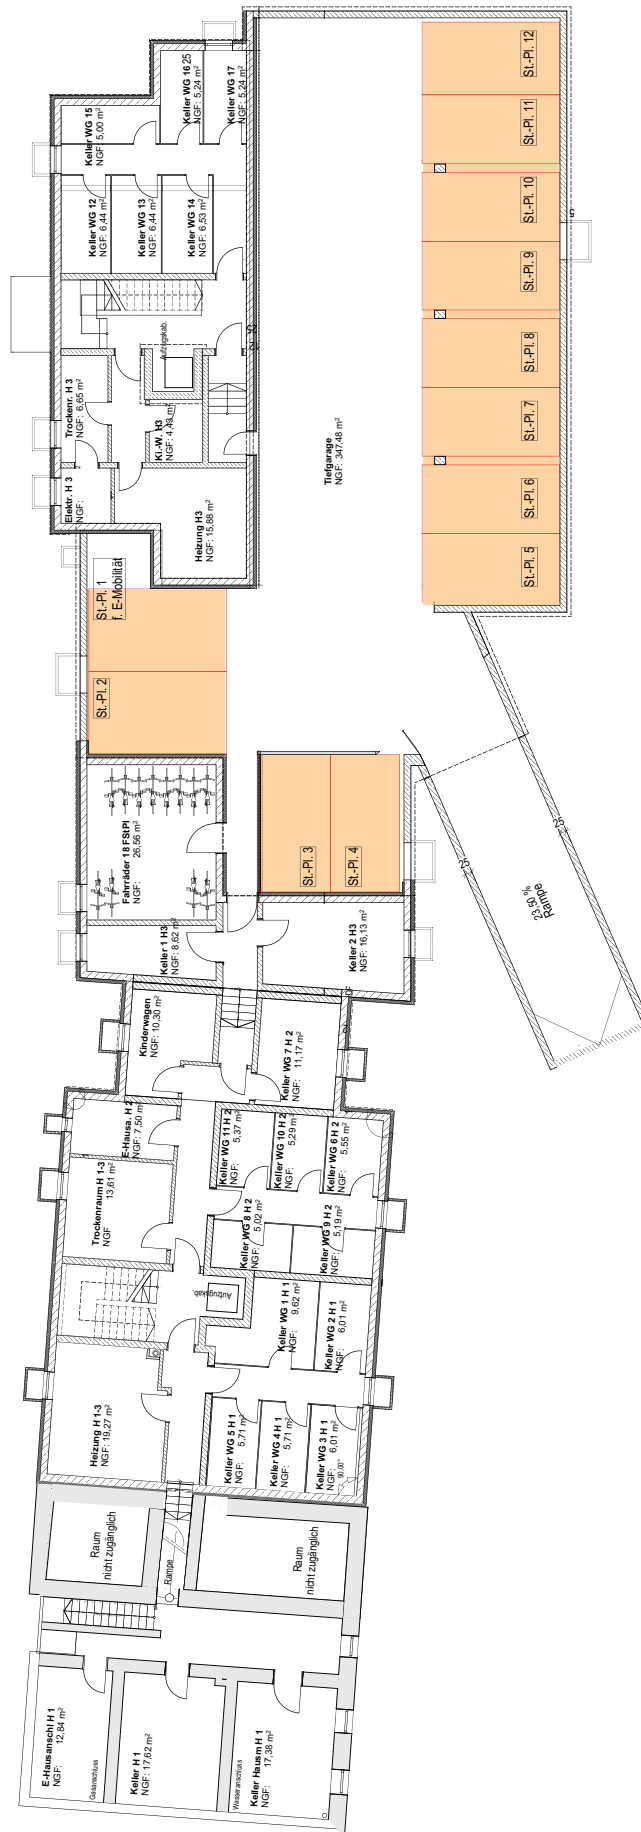 St.-Pl. 12
St.-Pl. 11
St.-Pl. 10
St.-Pl. 9
St.-Pl. 8
St.-Pl. 7
St.-Pl. 6
St.-Pl. 5
Keller WG 15
NGF: 5,00 m²
Keller WG 16
NGF: 5,24 m²
25
Keller WG 17
NGF: 5,24 m²
Keller WG 12
NGF: 6,44 m²
Keller WG 13
NGF: 6,44 m²
Keller WG 14
NGF: 6,53 m²
Aufzugskab.
Trockenr. H 3
NGF: 6,65 m²
Ki.-W. H3
NGF: 4,43 m²
Elektr. H 3
NGF:
2
Heizung H3
NGF: 15,88 m²
Tiefgarage
NGF: 347,48 m²
St.-Pl. 1
f. E-Mobilität
St.-Pl. 2
St.-Pl. 3
St.-Pl. 4
Fahrräder 18 FStPl
NGF: 26,56 m²
Keller 1 H3
NGF: 8,62 m²
Keller 2 H3
NGF: 16,13 m²
25
25
23,50 %
Rampe
Kinderwagen
NGF: 10,30 m²
Keller WG 7 H 2
NGF: 11,17 m²
E-Hausa. H 2
NGF: 7,50 m²
Trockenraum H 1-3
NGF 13,61 m²
Keller WG 11 H 2
NGF: 5,37 m²
Keller WG 10 H 2
NGF: 5,29 m²
Keller WG 6 H 2
NGF: 5,55 m²
Keller WG 8 H 2
NGF: 5,02 m²
Keller WG 9 H 2
NGF: 5,19 m²
Aufzugskab.
Keller WG 1 H 1
NGF: 9,62 m²
Keller WG 2 H 1
NGF: 6,01 m²
Heizung H 1-3
NGF: 19,27 m²
Keller WG 5 H 1
NGF: 5,71 m²
Keller WG 4 H 1
NGF: 5,71 m²
Keller WG 3 H 1
NGF: 6,01 m²
90,00°
Raum
nicht zugänglich
Rampe
Raum
nicht zugänglich
E-Hausanschl H 1
NGF: 12,84 m²
Gasanschluss
Keller H 1
NGF: 17,62 m²
Wasseranschluss
Keller Hausm H 1
NGF: 17,38 m²